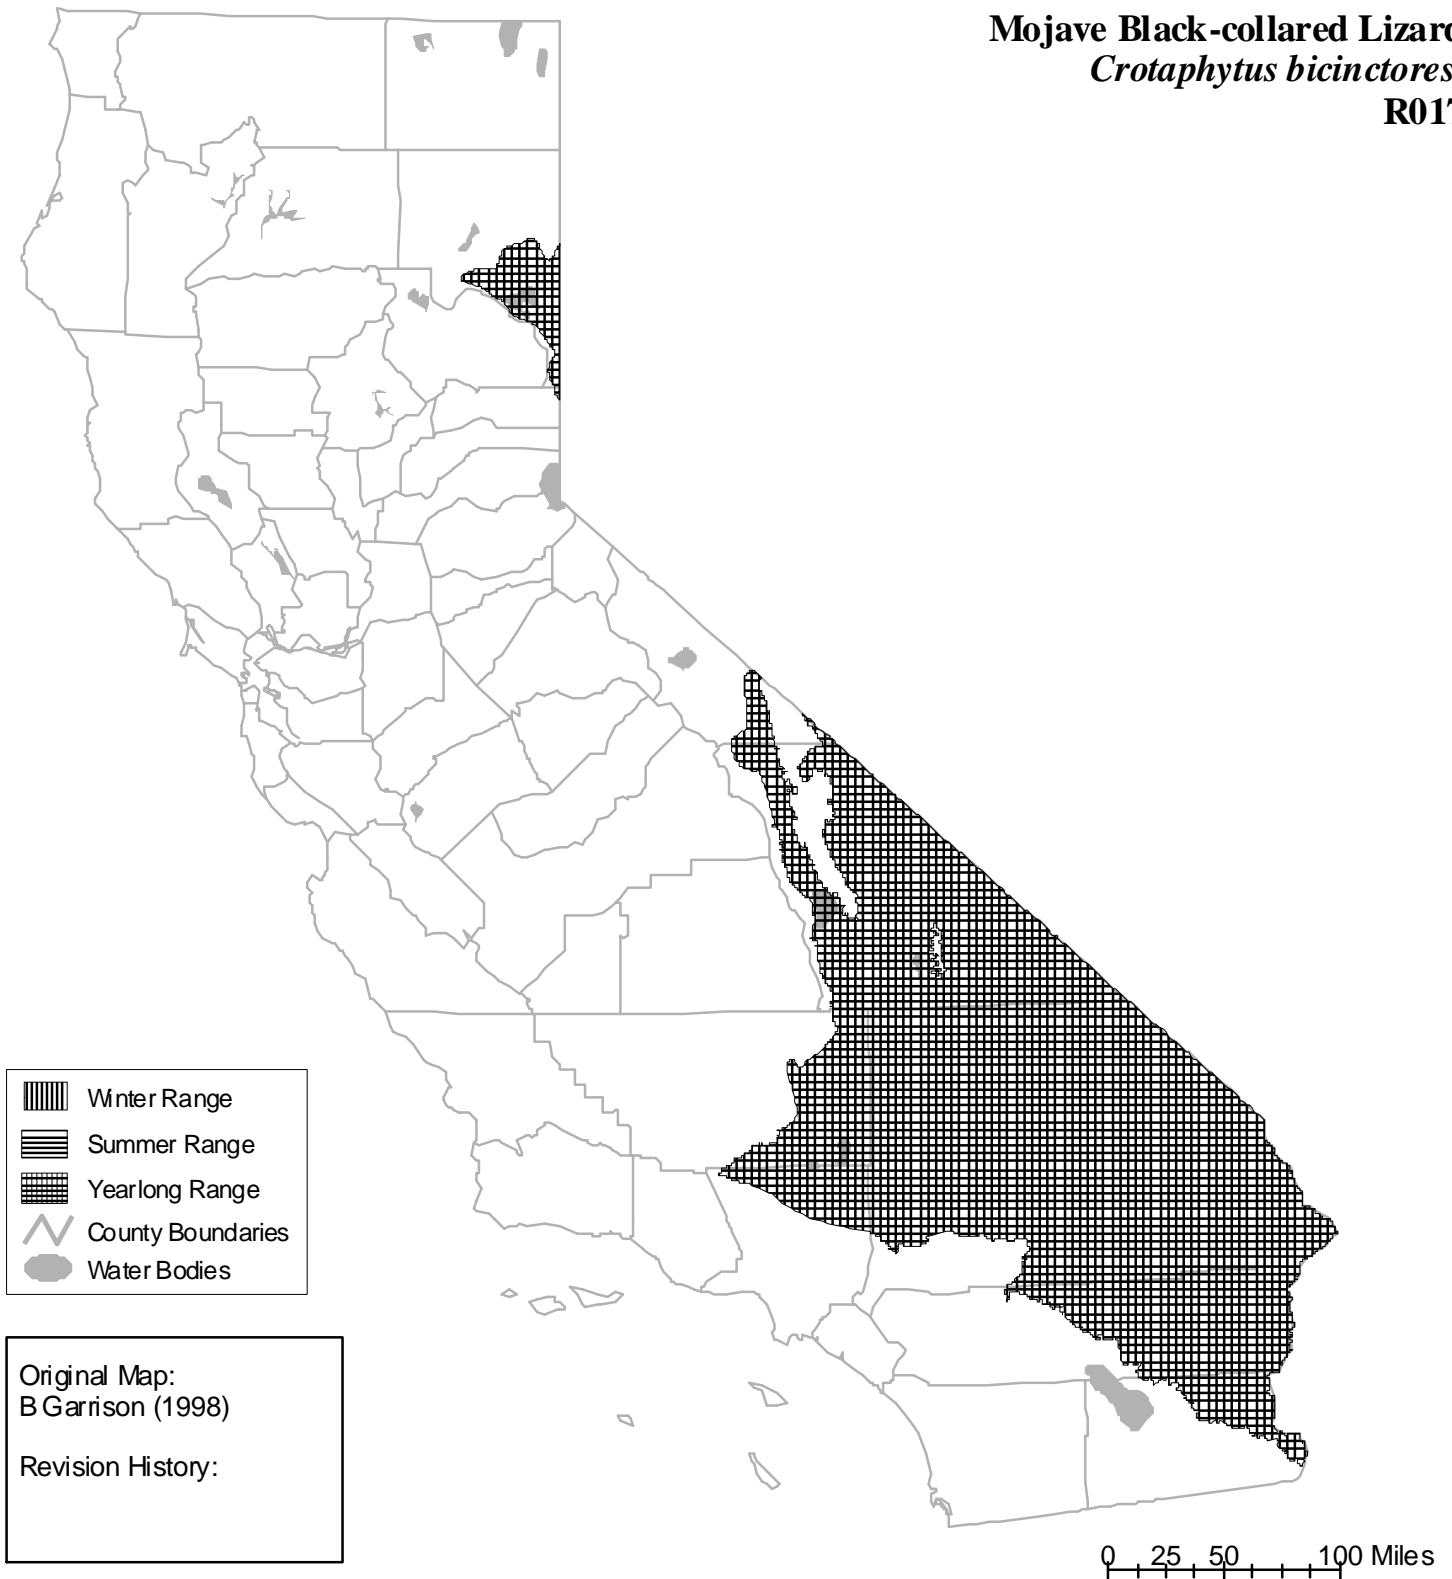 Mojave Black-collared Lizard
Crotaphytus bicinctores
R017
Winter Range
Summer Range
Yearlong Range
County Boundaries
Water Bodies
Original Map:
B Garrison (1998)
Revision History:
0 25 50 100 Miles